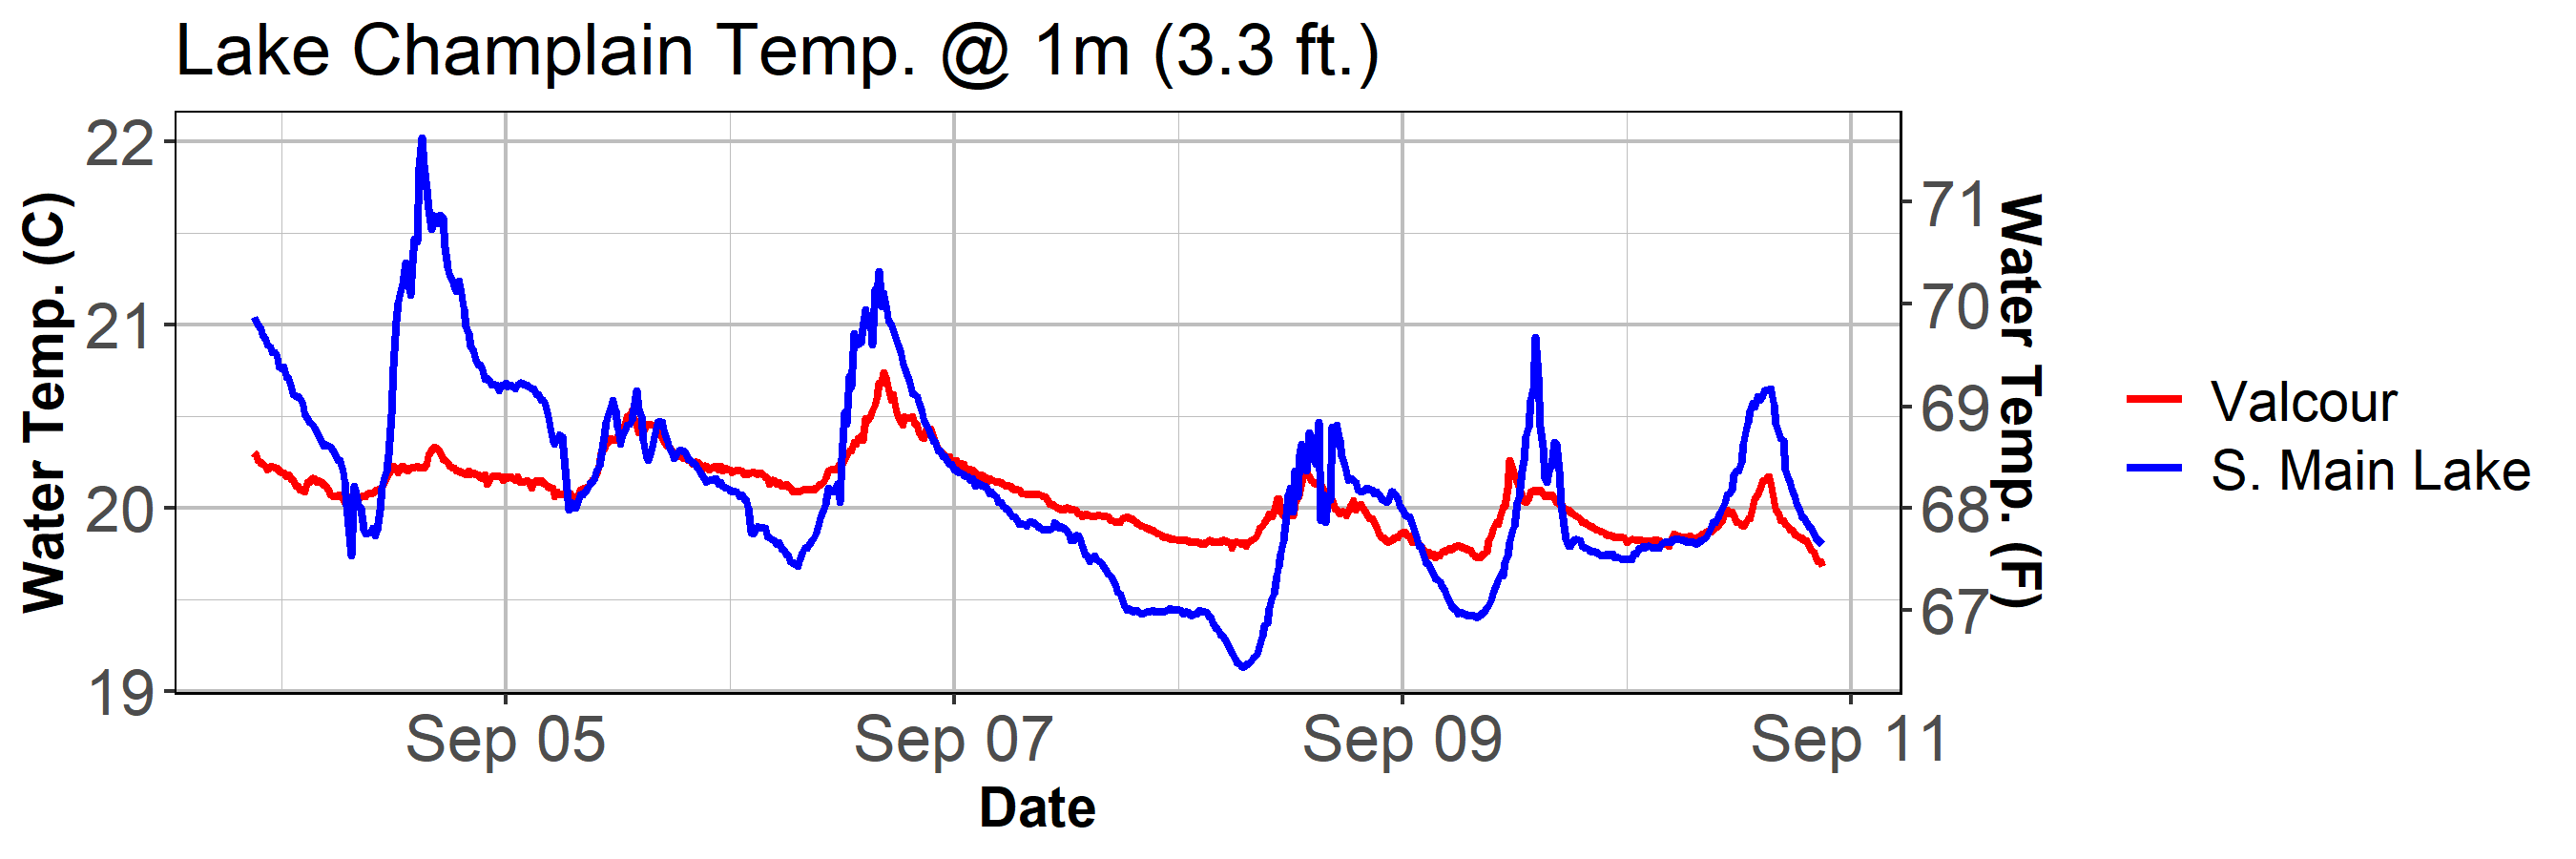 Lake Champlain Temp. @ 1m (3.3 ft.)
Water Temp. (C)
22
21
20
19
71
70
69
68
67
Water Temp. (F)
Sep 05 Sep 07 Sep 09 Sep 11
Date
Valcour
S. Main Lake